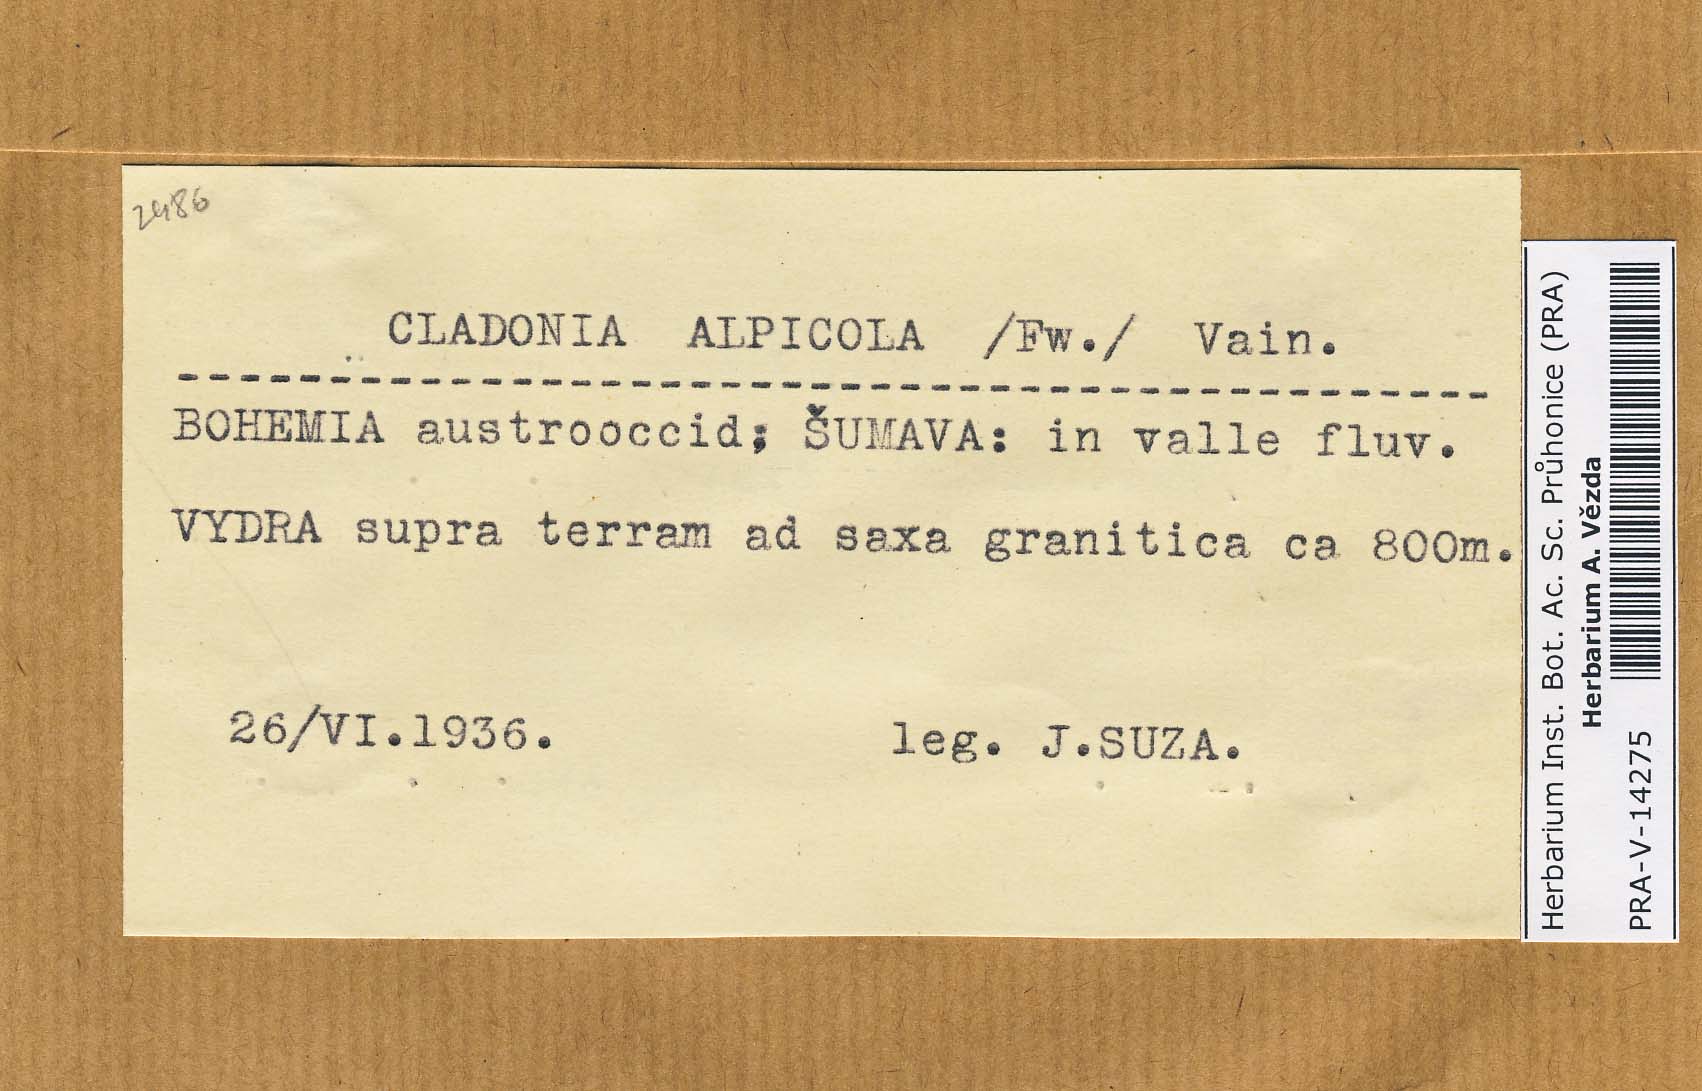 2486
CLADONIA ALPICOLA /Fw./ Vain.
--------------------------------------------
BOHEMIA austrooccid; ŠUMAVA: in valle fluv.
VYDRA supra terram ad saxa granitica ca 800m.
26/VI.1936. leg. J.SUZA.
Herbarium Inst. Bot. Ac. Sc. Průhonice (PRA)
Herbarium A. Vězda
PRA-V-14275